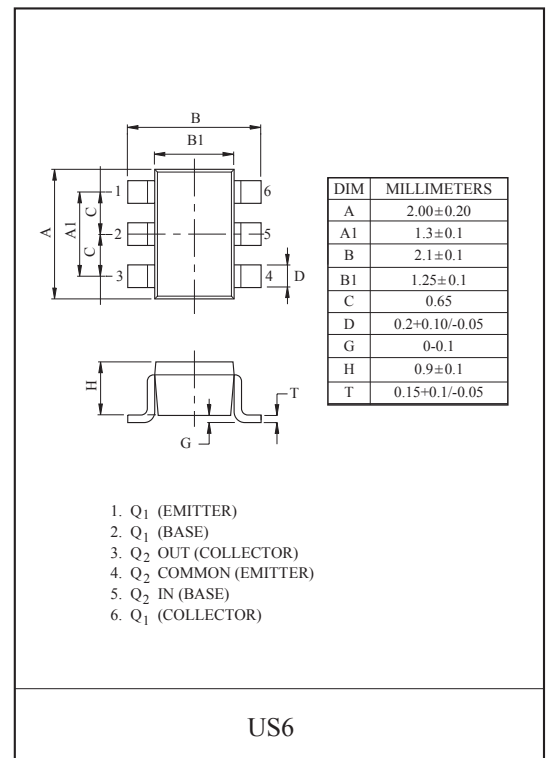 B
B1
1
6
A
A1
C
2
5
C
3
4
D
H
T
G
DIM MILLIMETERS
A 2.00±0.20
A1 1.3±0.1
B 2.1±0.1
B1 1.25±0.1
C 0.65
D 0.2+0.10/-0.05
G 0-0.1
H 0.9±0.1
T 0.15+0.1/-0.05
1. Q1 (EMITTER)
2. Q1 (BASE)
3. Q2 OUT (COLLECTOR)
4. Q2 COMMON (EMITTER)
5. Q2 IN (BASE)
6. Q1 (COLLECTOR)
US6